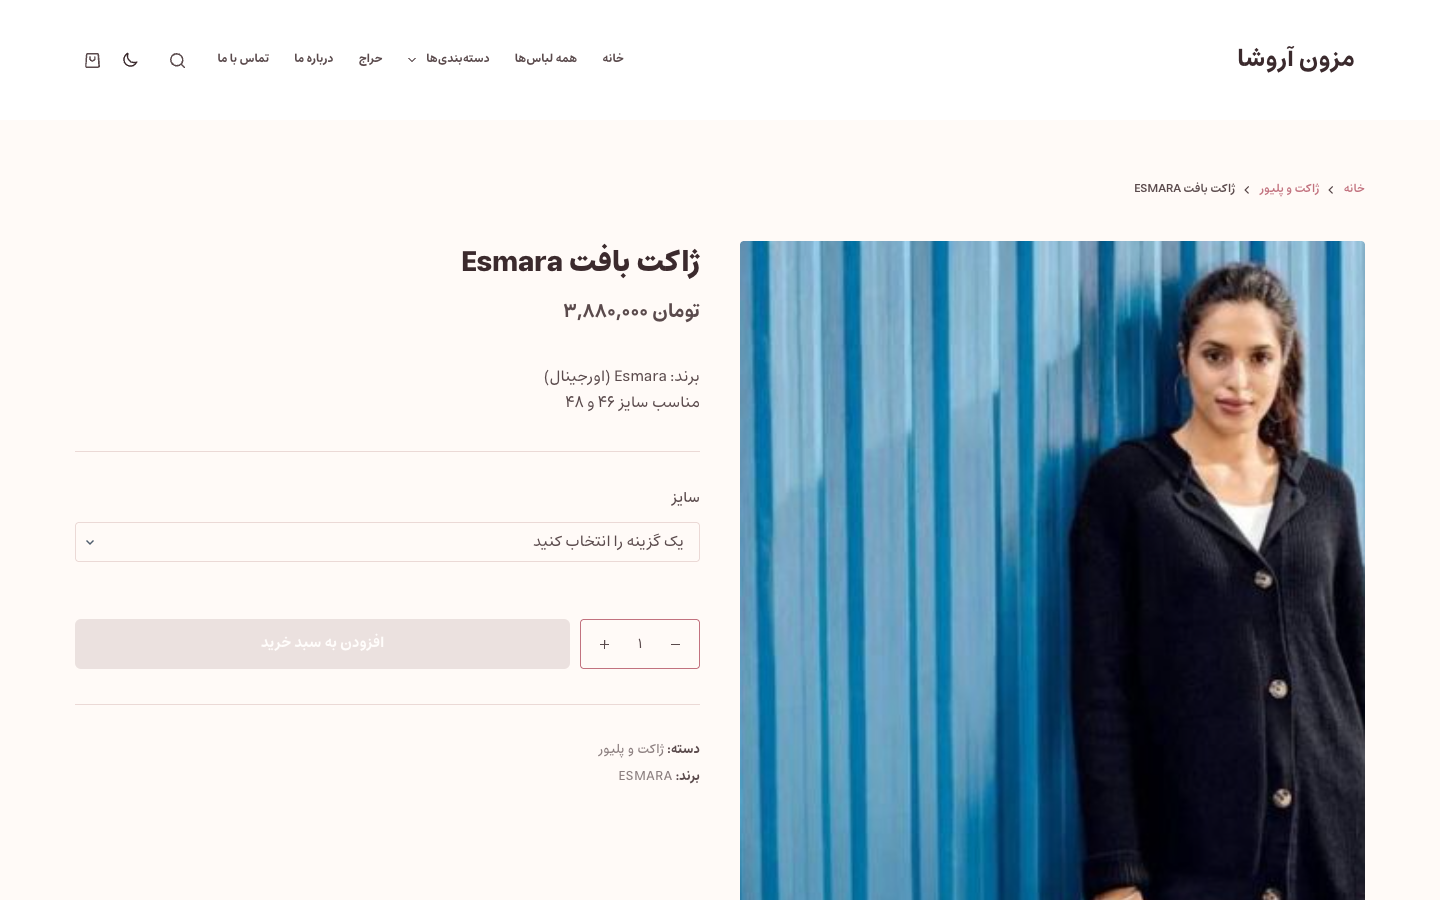 مزون آروشا
خانه همه لباس‌ها دسته‌بندی‌ها حراج درباره ما تماس با ما
خانه ژاکت و پلیور ژاکت بافت ESMARA
ژاکت بافت Esmara
تومان ۳,۸۸۰,۰۰۰
برند: Esmara (اورجینال)
مناسب سایز ۴۶ و ۴۸
سایز
یک گزینه را انتخاب کنید
− ۱ +
افزودن به سبد خرید
دسته: ژاکت و پلیور
برند: ESMARA